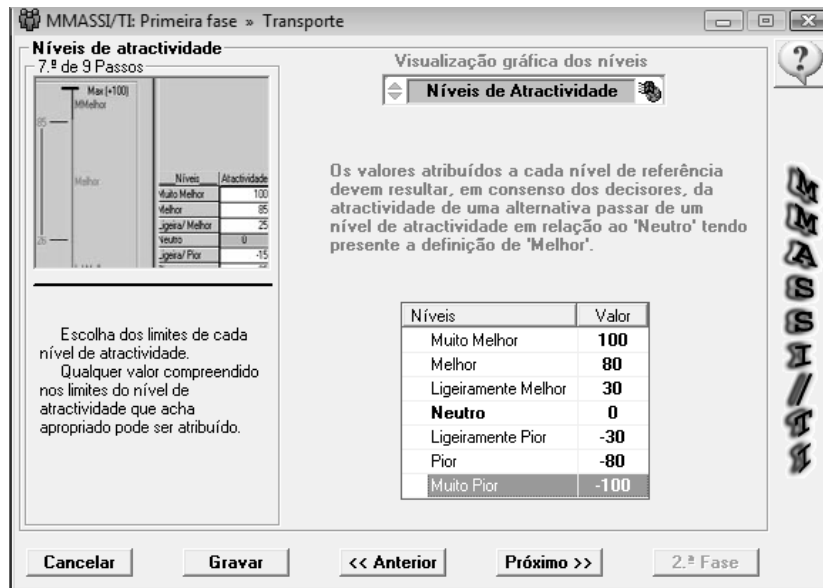 MMASSI/TI: Primeira fase » Transporte
Níveis de atractividade
7.º de 9 Passos
Max (+100)
MMelhor
85
Melhor
26
Níveis Atactividade
Muito Melhor 100
Melhor 85
Ligeira/ Melhor 25
Neutro 0
Ligeira/ Pior -15
Escolha dos limites de cada
nível de atractividade.
Qualquer valor compreendido
nos limites do nível de
atractividade que acha
apropriado pode ser atribuído.
Visualização gráfica dos níveis
Níveis de Atractividade
Os valores atribuídos a cada nível de referência
devem resultar, em consenso dos decisores, da
atractividade de uma alternativa passar de um
nível de atractividade em relação ao 'Neutro' tendo
presente a definição de 'Melhor'.
Níveis Valor
Muito Melhor 100
Melhor 80
Ligeiramente Melhor 30
Neutro 0
Ligeiramente Pior -30
Pior -80
Muito Pior -100
?
MMASSI/TI
Cancelar
Gravar
<< Anterior
Próximo >>
2.ª Fase